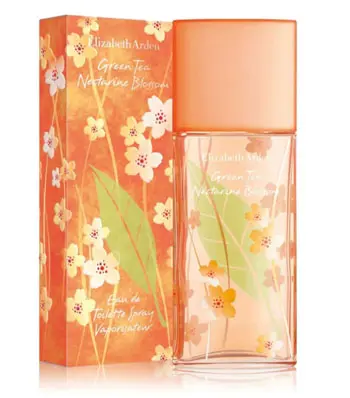 Elizabeth Arden
Green Tea
Nectarine Blossom
Eau de
Toilette Spray
Vaporisateur
Elizabeth Arden
Green Tea
Nectarine Blossom